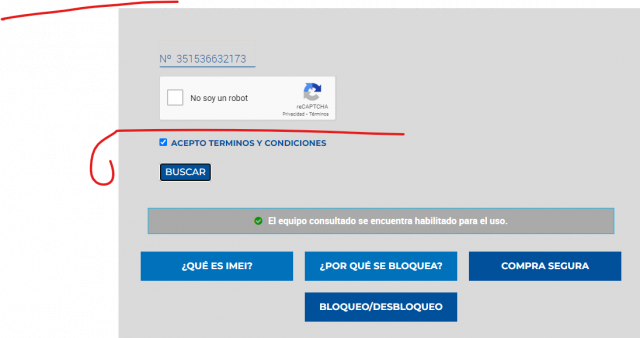 Nº 351536632173
No soy un robot
reCAPTCHA
Privacidad - Términos
ACEPTO TERMINOS Y CONDICIONES
BUSCAR
El equipo consultado se encuentra habilitado para el uso.
¿QUÉ ES IMEI?
¿POR QUÉ SE BLOQUEA?
COMPRA SEGURA
BLOQUEO/DESBLOQUEO